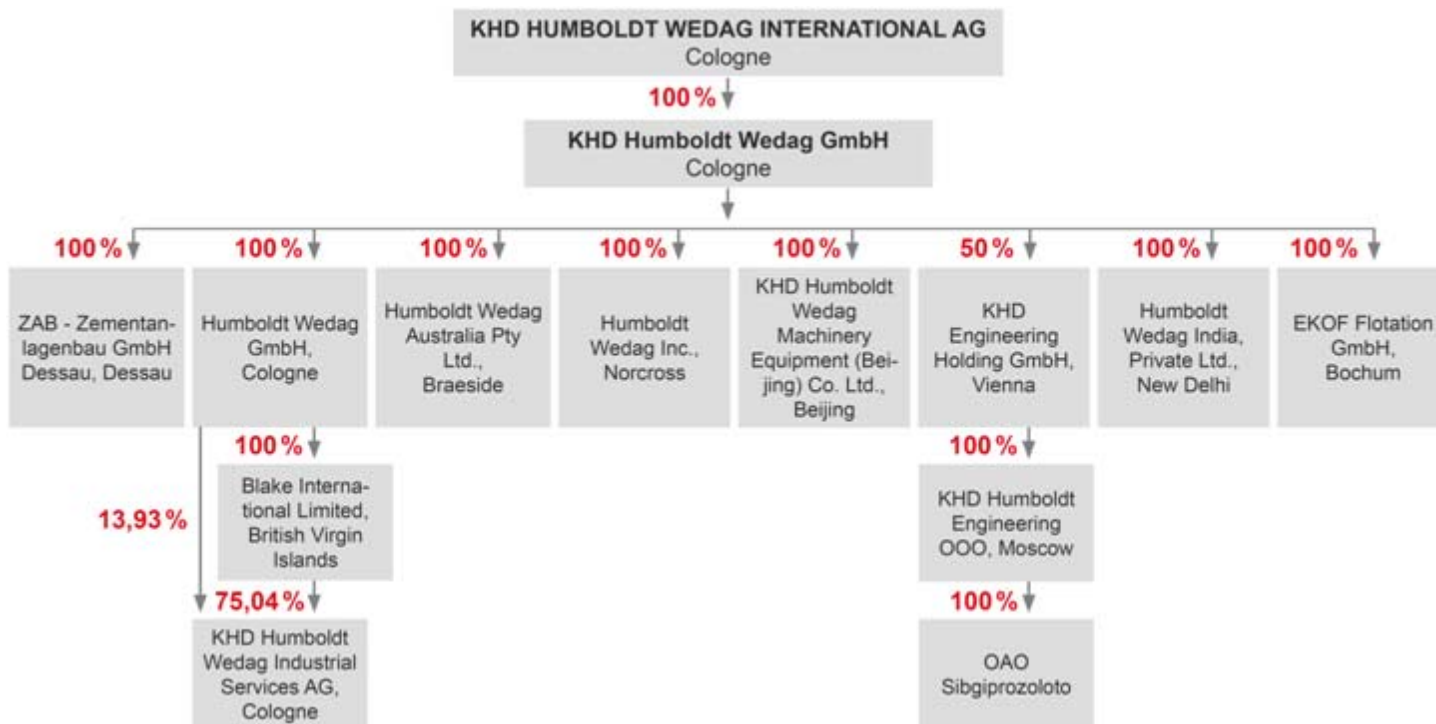 KHD HUMBOLDT WEDAG INTERNATIONAL AG
Cologne
100 %
KHD Humboldt Wedag GmbH
Cologne
100 %
100 %
100 %
100 %
100 %
50 %
100 %
100 %
ZAB - Zementan-
lagenbau GmbH
Dessau, Dessau
Humboldt Wedag
GmbH,
Cologne
Humboldt Wedag
Australia Pty
Ltd.,
Braeside
Humboldt
Wedag Inc.,
Norcross
KHD Humboldt
Wedag
Machinery
Equipment (Bei-
jing) Co. Ltd.,
Beijing
KHD
Engineering
Holding GmbH,
Vienna
Humboldt
Wedag India,
Private Ltd.,
New Delhi
EKOF Flotation
GmbH,
Bochum
100 %
100 %
Blake Interna-
tional Limited,
British Virgin
Islands
13,93 %
KHD Humboldt
Engineering
OOO, Moscow
75,04 %
100 %
KHD Humboldt
Wedag Industrial
Services AG,
Cologne
OAO
Sibgiprozoloto